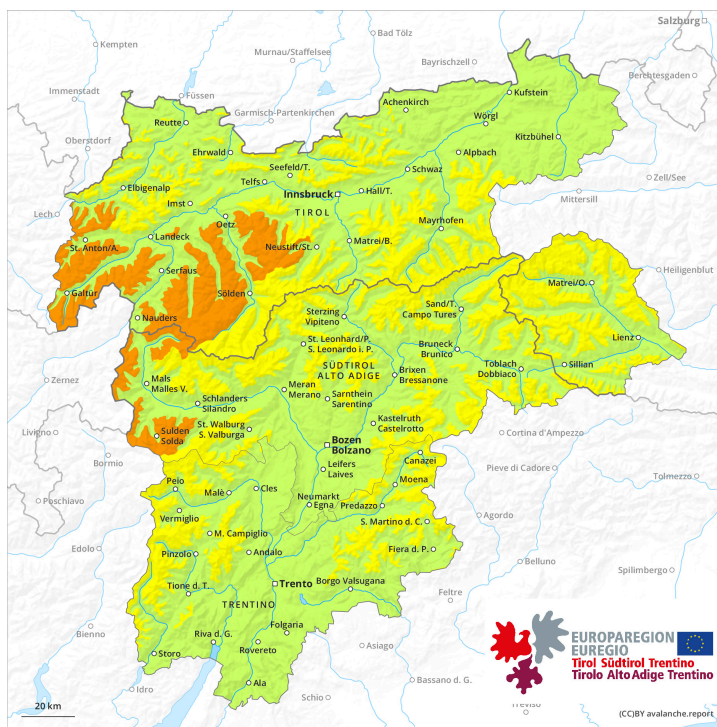 Salzburg
Kempten
Bad Tölz
Murnau/Staffelsee
Bayrischzell
Berchtesgaden
Immenstadt
Füssen
Garmisch-Partenkirchen
Achenkirch
Kufstein
Reutte
Wörgl
Oberstdorf
Ehrwald
Kitzbühel
Seefeld/T.
Alpbach
Schwaz
Telfs
Zell/See
Elbigenalp
Innsbruck
Hall/T.
Mittersill
Imst
TIROL
Lech
Oetz
Mayrhofen
St. Anton/A.
Landeck
Neustift/St.
Matrei/B.
Serfaus
Heiligenblut
Matrei/O.
Galtür
Sölden
Nauders
Sterzing
Vipiteno
Sand/T.
Campo Tures
Lienz
St. Leonhard/P.
S. Leonardo i. P.
Bruneck
Brunico
Toblach
Dobbiaco
Sillian
SÜDTIROL
ALTO ADIGE
Brixen
Bressanone
Zernez
Mals
Malles V.
Meran
Merano
Schlanders
Silandro
Sarnthein
Sarentino
Kastelruth
Castelrotto
St. Walburg
S. Valburga
Sulden
Solda
Livigno
Bozen
Bolzano
Cortina d'Ampezzo
Bormio
Leifers
Laives
Canazei
Pieve di Cadore
Tolmezzo
Poschiavo
Peio
Malè
Cles
Neumarkt
Egna
Moena
Predazzo
Agordo
Vermiglio
S. Martino d. C.
M. Campiglio
Edolo
Pinzolo
Andalo
Fiera d. P.
Belluno
Spilimbergo
Tione d. T.
Trento
Borgo Valsugana
Feltre
TRENTINO
Folgaria
Bienno
Riva d. G.
Rovereto
Asiago
Storo
Ala
Idro
Schio
Bassano d. G.
Treviso
EUROPAREGION
EUREGIO
Tirol Südtirol Trentino
Tirolo Alto Adige Trentino
20 km
(CC)BY avalanche.report